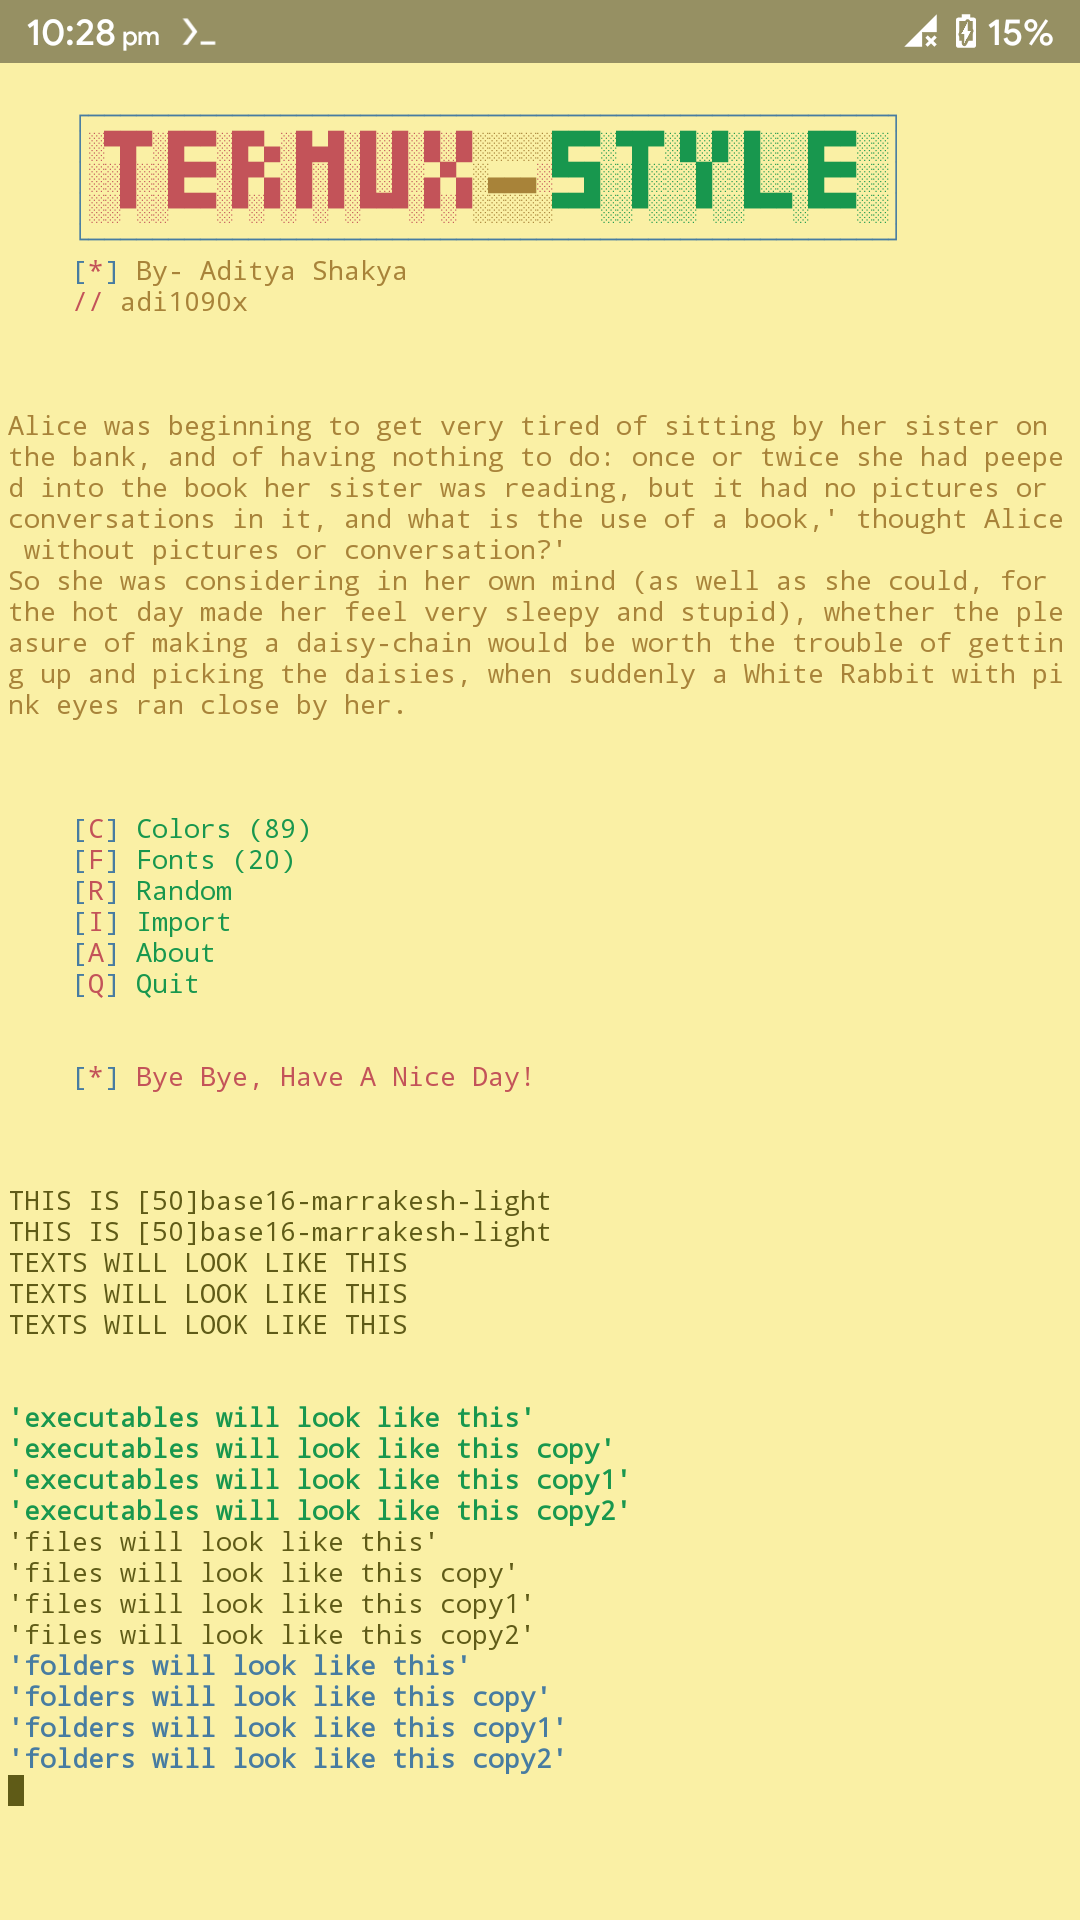 10:28 pm 15%
TERMUX-STYLE
[*] By- Aditya Shakya
// adi1090x
Alice was beginning to get very tired of sitting by her sister on
the bank, and of having nothing to do: once or twice she had peepe
d into the book her sister was reading, but it had no pictures or
conversations in it, and what is the use of a book,' thought Alice
without pictures or conversation?'
So she was considering in her own mind (as well as she could, for
the hot day made her feel very sleepy and stupid), whether the ple
asure of making a daisy-chain would be worth the trouble of gettin
g up and picking the daisies, when suddenly a White Rabbit with pi
nk eyes ran close by her.
[C] Colors (89)
[F] Fonts (20)
[R] Random
[I] Import
[A] About
[Q] Quit
[*] Bye Bye, Have A Nice Day!
THIS IS [50]base16-marrakesh-light
THIS IS [50]base16-marrakesh-light
TEXTS WILL LOOK LIKE THIS
TEXTS WILL LOOK LIKE THIS
TEXTS WILL LOOK LIKE THIS
'executables will look like this'
'executables will look like this copy'
'executables will look like this copy1'
'executables will look like this copy2'
'files will look like this'
'files will look like this copy'
'files will look like this copy1'
'files will look like this copy2'
'folders will look like this'
'folders will look like this copy'
'folders will look like this copy1'
'folders will look like this copy2'